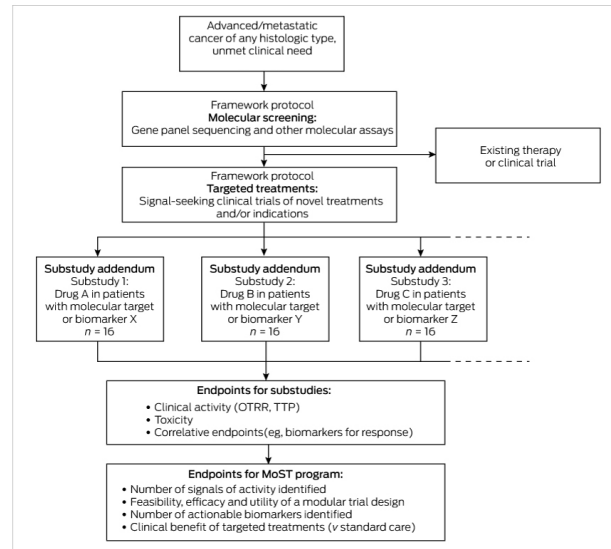 Advanced/metastatic
cancer of any histologic type,
unmet clinical need
Framework protocol
Molecular screening:
Gene panel sequencing and other molecular assays
Existing therapy
or clinical trial
Framework protocol
Targeted treatments:
Signal-seeking clinical trials of novel treatments
and/or indications
Substudy addendum
Substudy 1:
Drug A in patients
with molecular target
or biomarker X
n = 16
Substudy addendum
Substudy 2:
Drug B in patients
with molecular target
or biomarker Y
n = 16
Substudy addendum
Substudy 3:
Drug C in patients
with molecular target
or biomarker Z
n = 16
Endpoints for substudies:
• Clinical activity (OTRR, TTP)
• Toxicity
• Correlative endpoints(eg, biomarkers for response)
Endpoints for MoST program:
• Number of signals of activity identified
• Feasibility, efficacy and utility of a modular trial design
• Number of actionable biomarkers identified
• Clinical benefit of targeted treatments (v standard care)